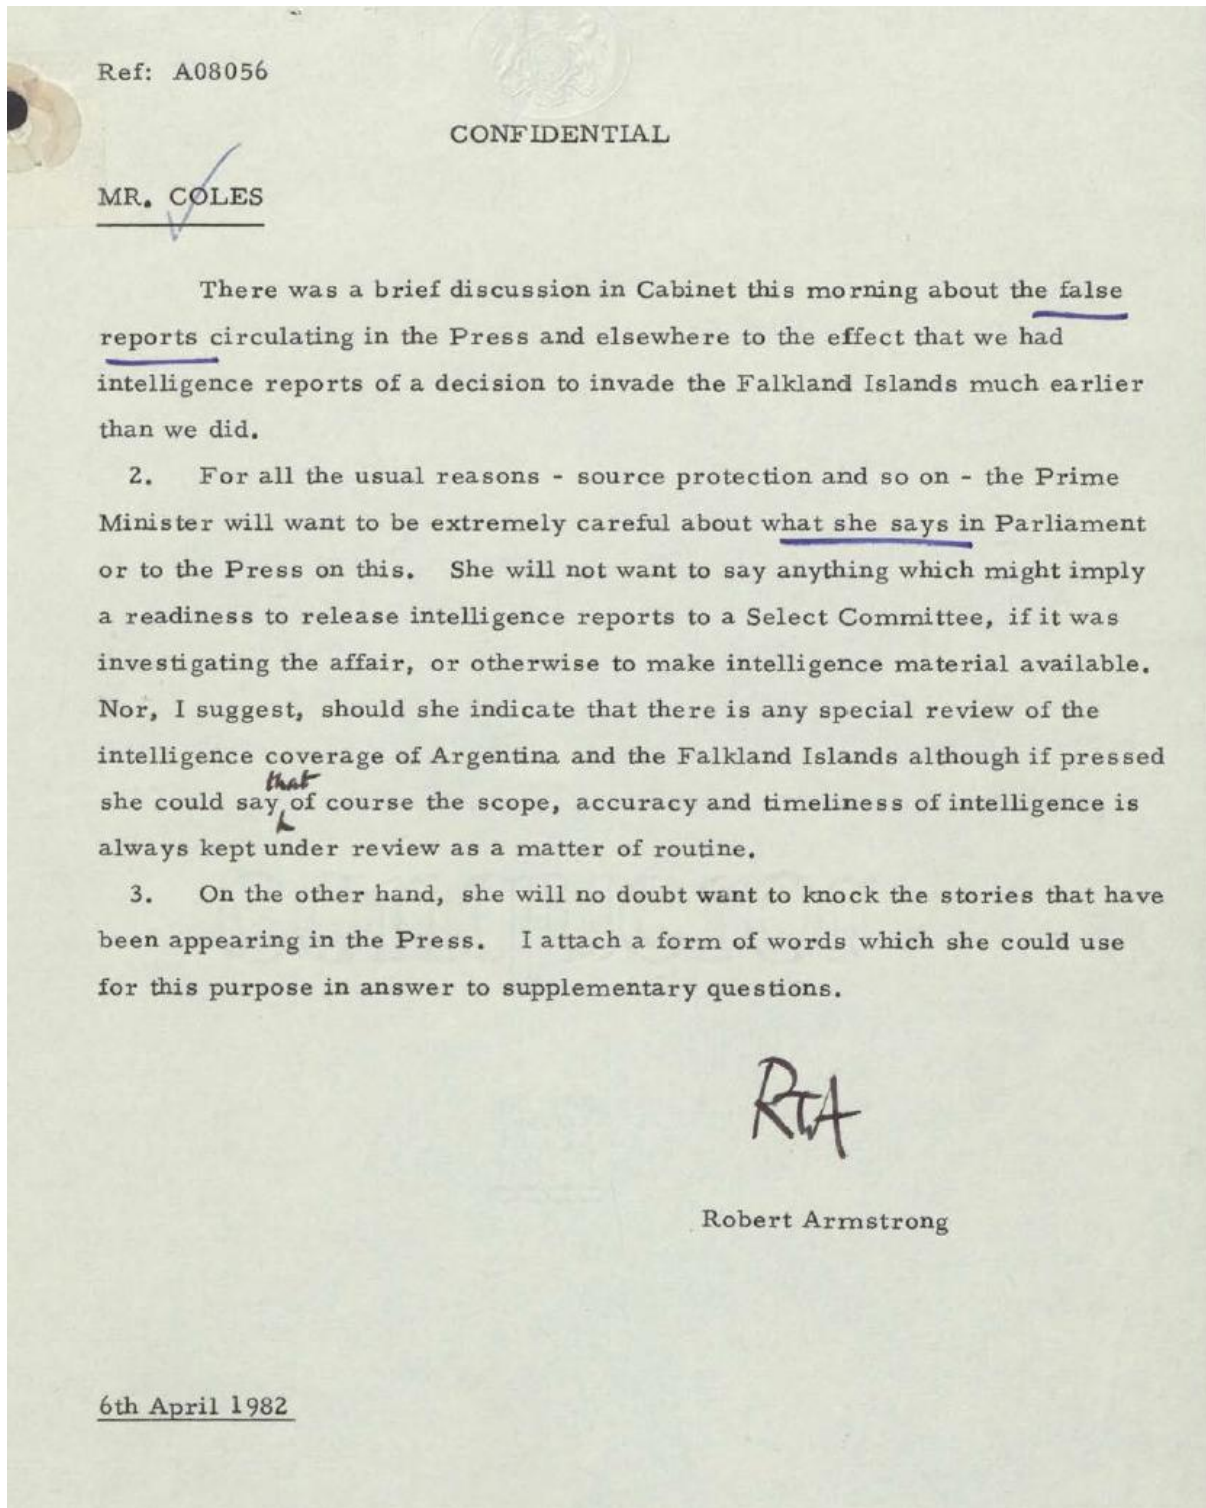 Ref: A08056
CONFIDENTIAL
MR. COLES
There was a brief discussion in Cabinet this morning about the false
reports circulating in the Press and elsewhere to the effect that we had
intelligence reports of a decision to invade the Falkland Islands much earlier
than we did.
2. For all the usual reasons - source protection and so on - the Prime
Minister will want to be extremely careful about what she says in Parliament
or to the Press on this. She will not want to say anything which might imply
a readiness to release intelligence reports to a Select Committee, if it was
investigating the affair, or otherwise to make intelligence material available.
Nor, I suggest, should she indicate that there is any special review of the
intelligence coverage of Argentina and the Falkland Islands although if pressed
that
she could say, of course the scope, accuracy and timeliness of intelligence is
always kept under review as a matter of routine.
3. On the other hand, she will no doubt want to knock the stories that have
been appearing in the Press. I attach a form of words which she could use
for this purpose in answer to supplementary questions.
RTA
Robert Armstrong
6th April 1982